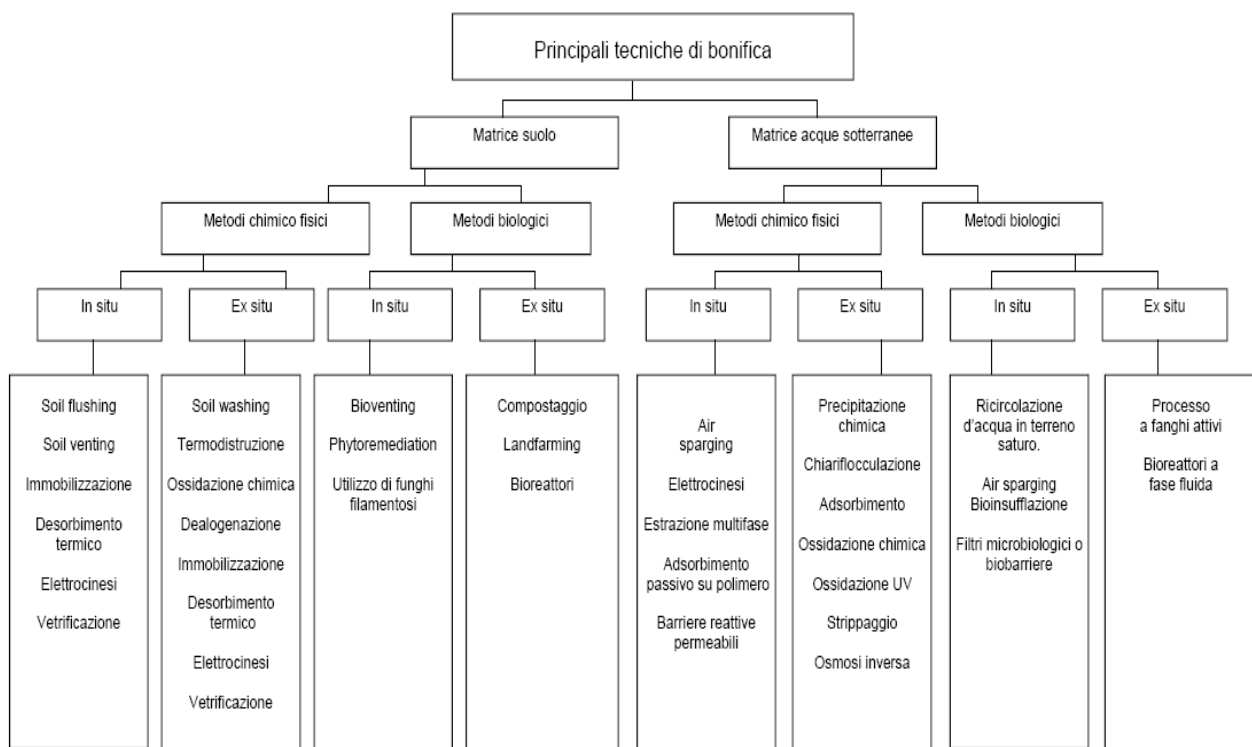 Principali tecniche di bonifica
Matrice suolo
Matrice acque sotterranee
Metodi chimico fisici
Metodi biologici
Metodi chimico fisici
Metodi biologici
In situ
Ex situ
In situ
Ex situ
In situ
Ex situ
In situ
Ex situ
Soil flushing
Soil venting
Immobilizzazione
Desorbimento
termico
Elettrocinesi
Vetrificazione
Soil washing
Termodistruzione
Ossidazione chimica
Dealogenazione
Immobilizzazione
Desorbimento
termico
Elettrocinesi
Vetrificazione
Bioventing
Phytoremediation
Utilizzo di funghi
filamentosi
Compostaggio
Landfarming
Bioreattori
Air
sparging
Elettrocinesi
Estrazione multifase
Adsorbimento
passivo su polimero
Barriere reattive
permeabili
Precipitazione
chimica
Chiariflocculazione
Adsorbimento
Ossidazione chimica
Ossidazione UV
Strippaggio
Osmosi inversa
Ricircolazione
d'acqua in terreno
saturo.
Air sparging
Bioinsufflazione
Filtri microbiologici o
biobarriere
Processo
a fanghi attivi
Bioreattori a
fase fluida